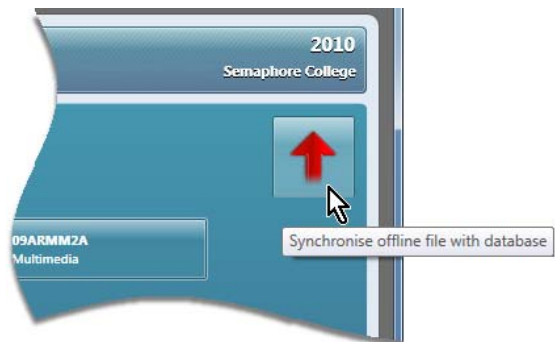 2010
Semaphore College
Synchronise offline file with database
09ARMM2A
Multimedia